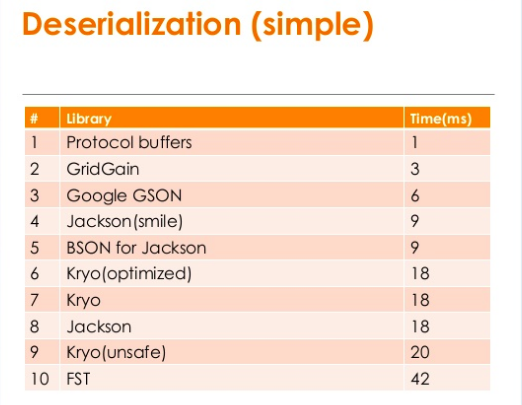 Deserialization (simple)
# Library Time(ms)
1 Protocol buffers 1
2 GridGain 3
3 Google GSON 6
4 Jackson(smile) 9
5 BSON for Jackson 9
6 Kryo(optimized) 18
7 Kryo 18
8 Jackson 18
9 Kryo(unsafe) 20
10 FST 42